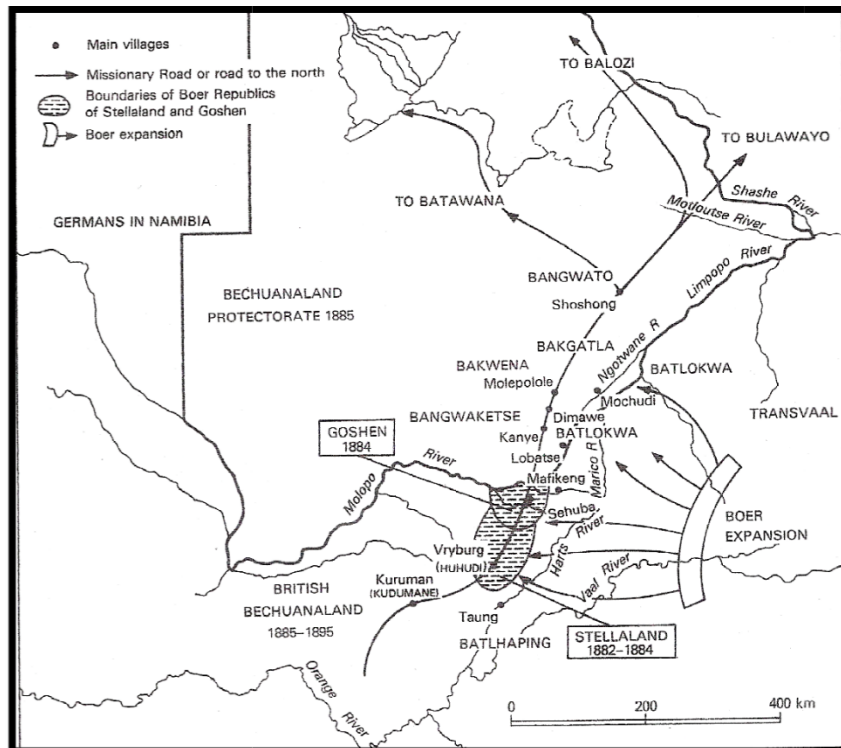 Main villages
Missionary Road or road to the north
Boundaries of Boer Republics
of Stellaland and Goshen
Boer expansion
TO BALOZI
TO BULAWAYO
Shashe River
Motloutse River
TO BATAWANA
GERMANS IN NAMIBIA
Limpopo River
BANGWATO
Shoshong
BECHUANALAND
PROTECTORATE 1885
BAKGATLA
Ngotwane R
BAKWENA
Molepolole
BATLOKWA
Mochudi
TRANSVAAL
BANGWAKETSE
Dimawe
GOSHEN
1884
Kanye
BATLOKWA
Lobatse
Marico R
Mafikeng
Molopo River
Sehuba
BOER
EXPANSION
Harts River
Vryburg
(HUHUDI)
Vaal River
Kuruman
(KUDUMANE)
BRITISH
BECHUANALAND
1885–1895
Taung
BATLHAPING
STELLALAND
1882–1884
Orange River
0 200 400 km